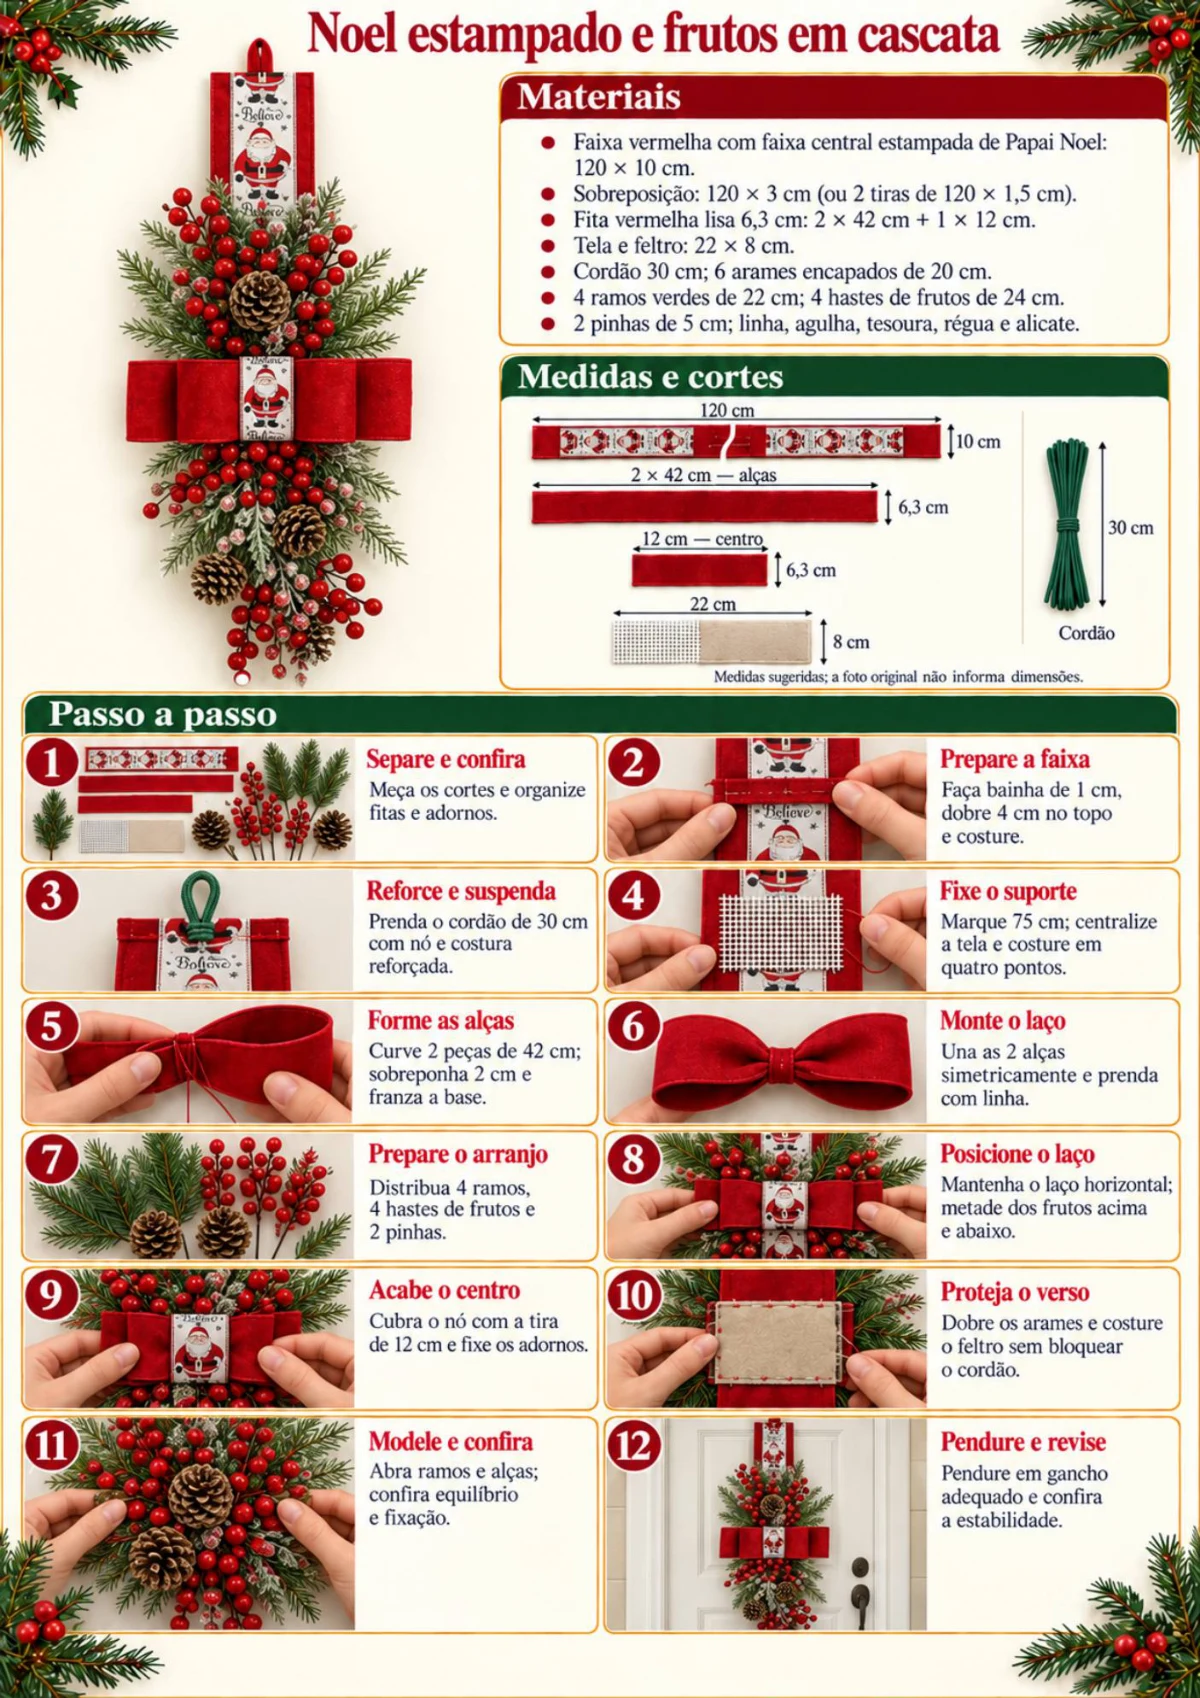 Noel estampado e frutos em cascata
Believe
Believe
Materiais
Faixa vermelha com faixa central estampada de Papai Noel:
120 × 10 cm.
Sobreposição: 120 × 3 cm (ou 2 tiras de 120 × 1,5 cm).
Fita vermelha lisa 6,3 cm: 2 × 42 cm + 1 × 12 cm.
Tela e feltro: 22 × 8 cm.
Cordão 30 cm; 6 arames encapados de 20 cm.
4 ramos verdes de 22 cm; 4 hastes de frutos de 24 cm.
2 pinhas de 5 cm; linha, agulha, tesoura, régua e alicate.
Medidas e cortes
120 cm
10 cm
2 × 42 cm — alças
6,3 cm
12 cm — centro
6,3 cm
22 cm
8 cm
30 cm
Cordão
Medidas sugeridas; a foto original não informa dimensões.
Passo a passo
1
Separe e confira
Meça os cortes e organize
fitas e adornos.
2
Believe
Prepare a faixa
Faça bainha de 1 cm,
dobre 4 cm no topo
e costure.
3
Believe
Reforce e suspenda
Prenda o cordão de 30 cm
com nó e costura
reforçada.
4
Fixe o suporte
Marque 75 cm; centralize
a tela e costure em
quatro pontos.
5
Forme as alças
Curve 2 peças de 42 cm;
sobreponha 2 cm e
franza a base.
6
Monte o laço
Una as 2 alças
simetricamente e prenda
com linha.
7
Prepare o arranjo
Distribua 4 ramos,
4 hastes de frutos e
2 pinhas.
8
Posicione o laço
Mantenha o laço horizontal;
metade dos frutos acima
e abaixo.
9
Acabe o centro
Cubra o nó com a tira
de 12 cm e fixe os adornos.
10
Proteja o verso
Dobre os arames e costure
o feltro sem bloquear
o cordão.
11
Modele e confira
Abra ramos e alças;
confira equilíbrio
e fixação.
12
Pendure e revise
Pendure em gancho
adequado e confira
a estabilidade.